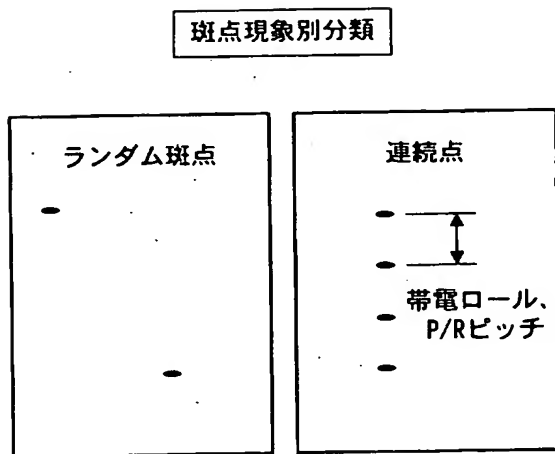 斑点現象別分類
ランダム斑点
連続点
帯電ロール、
P/Rピッチ